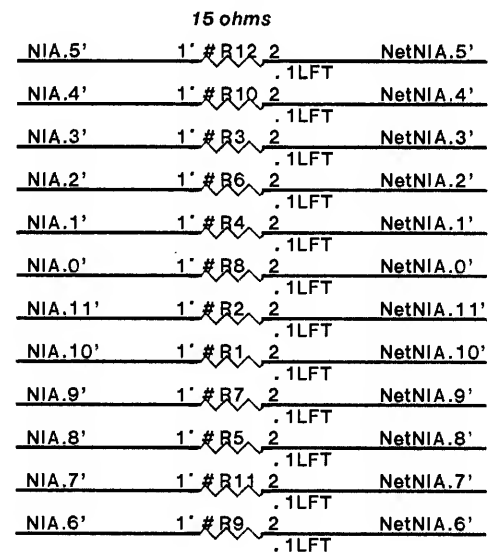 15 ohms
NIA.5' 1' #R12 2 NetNIA.5'
.1LFT
NIA.4' 1' #R10 2 NetNIA.4'
.1LFT
NIA.3' 1' #R3 2 NetNIA.3'
.1LFT
NIA.2' 1' #R6 2 NetNIA.2'
.1LFT
NIA.1' 1' #R4 2 NetNIA.1'
.1LFT
NIA.0' 1' #R8 2 NetNIA.0'
.1LFT
NIA.11' 1' #R2 2 NetNIA.11'
.1LFT
NIA.10' 1' #R1 2 NetNIA.10'
.1LFT
NIA.9' 1' #R7 2 NetNIA.9'
.1LFT
NIA.8' 1' #R5 2 NetNIA.8'
.1LFT
NIA.7' 1' #R11 2 NetNIA.7'
.1LFT
NIA.6' 1' #R9 2 NetNIA.6'
.1LFT